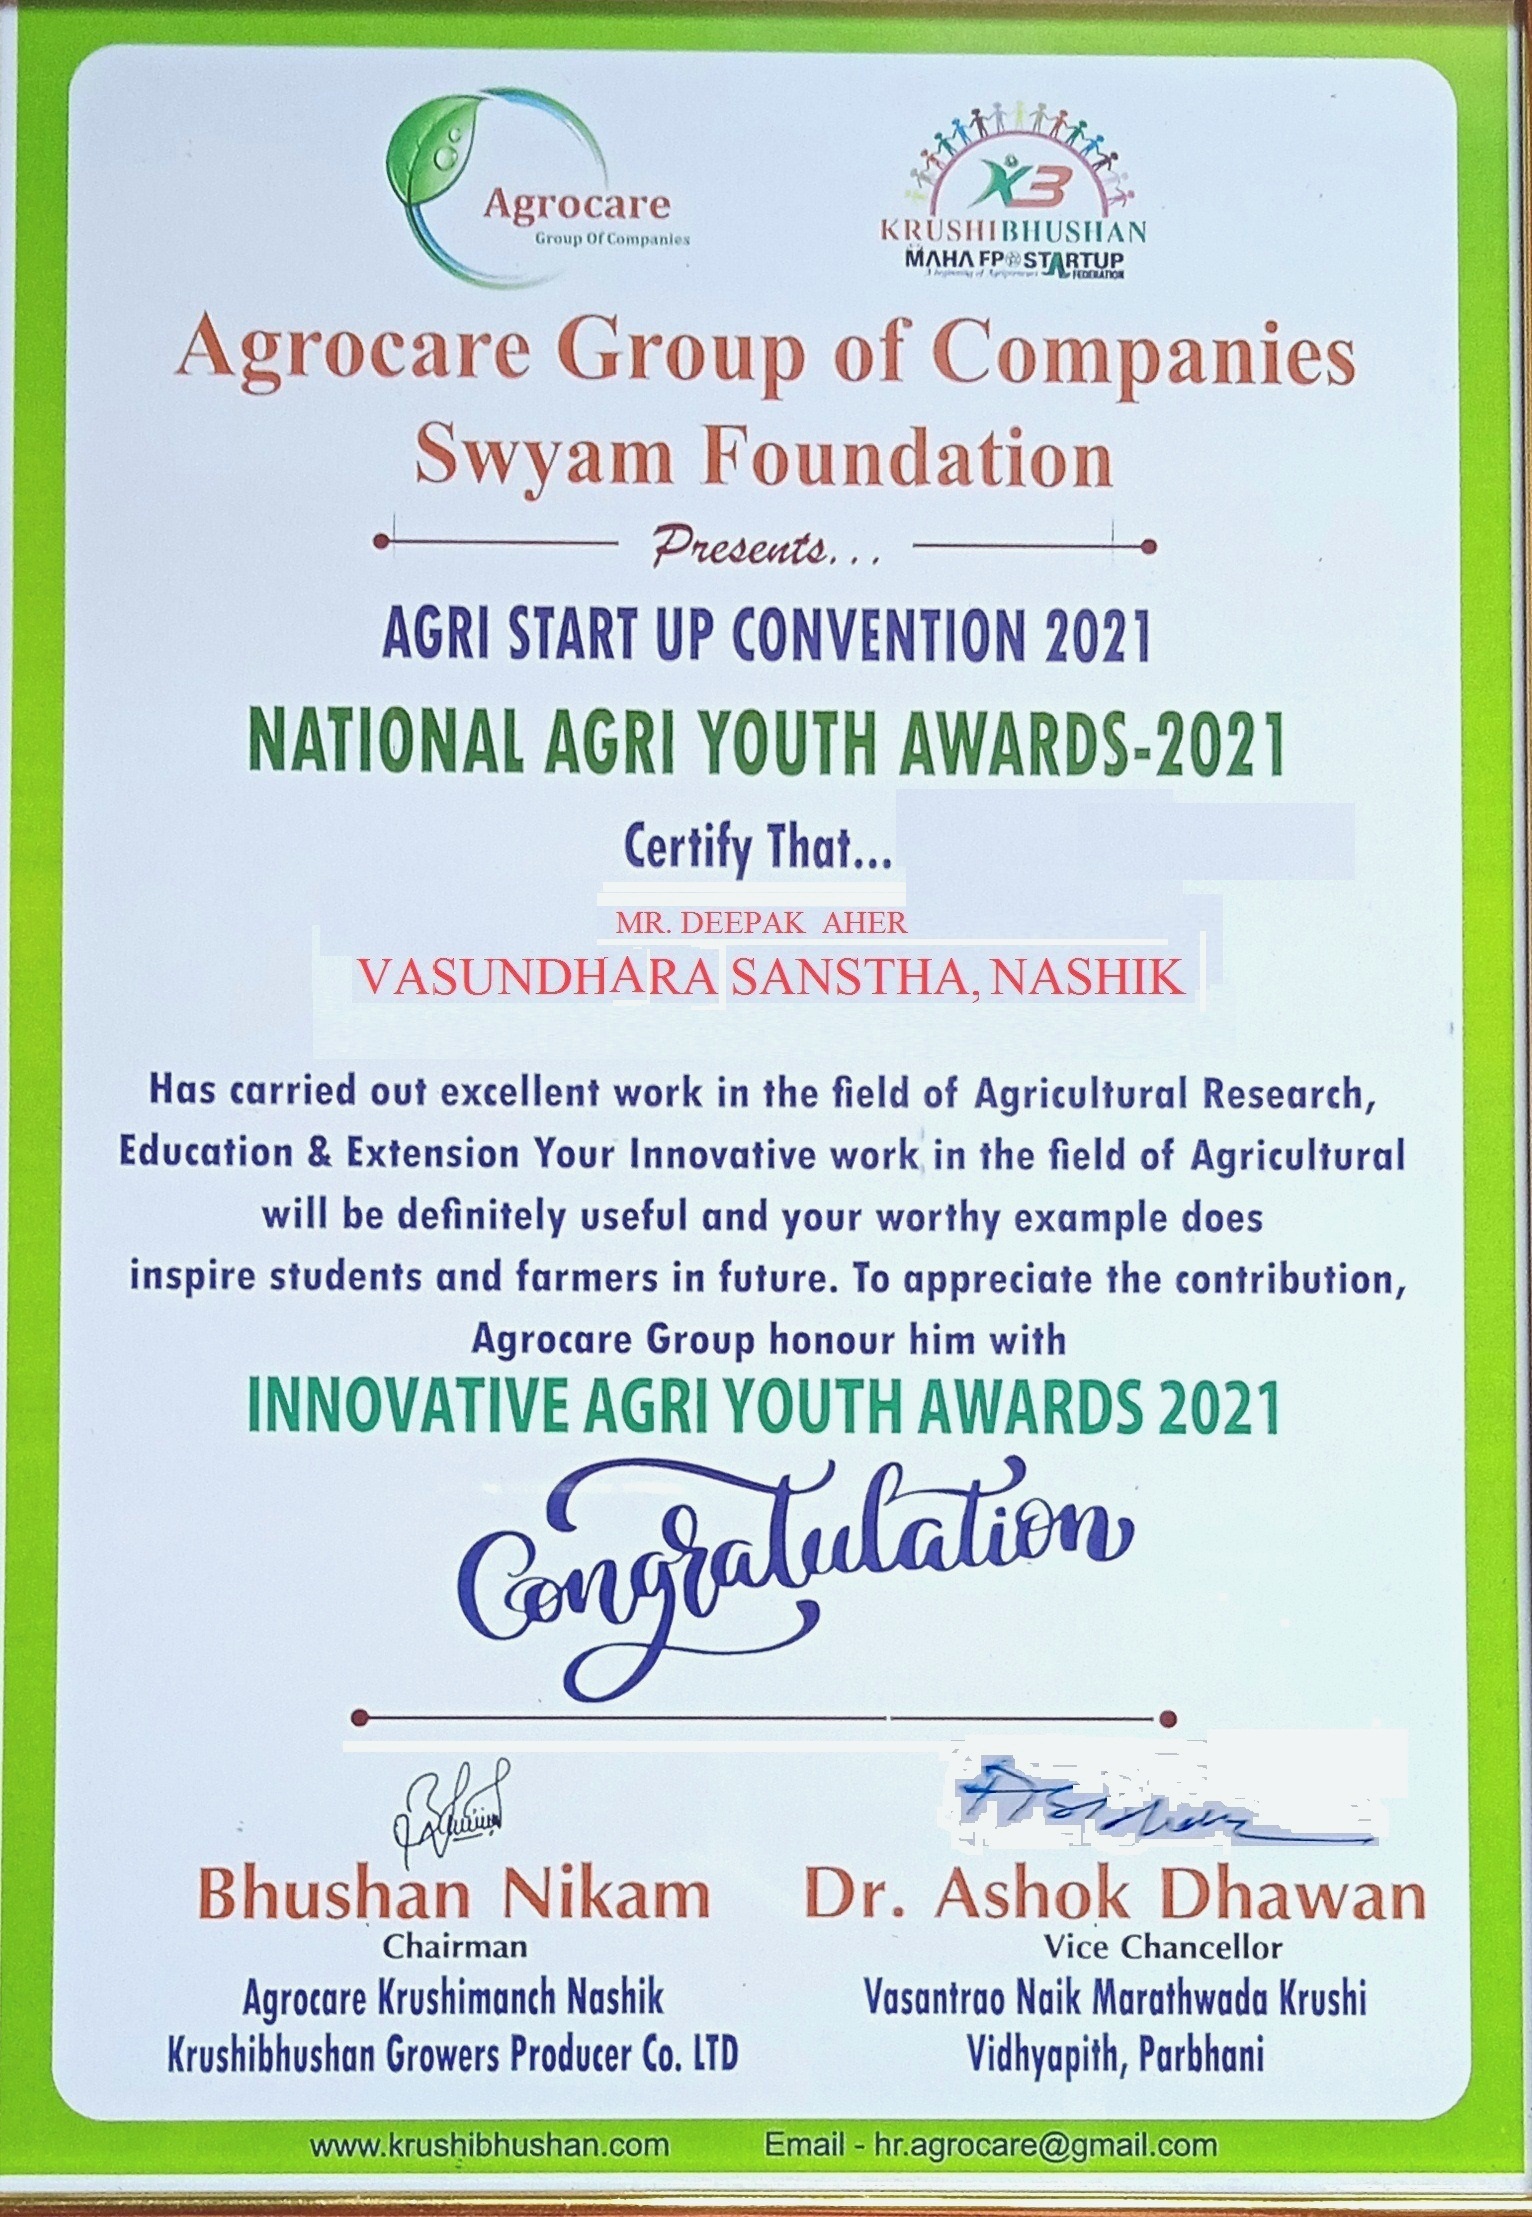 Agrocare
Group Of Companies
K3
KRUSHIBHUSHAN
MAHA FPO STARTUP
FEDERATION
A beginning of Agripreneurs
Agrocare Group of Companies
Swyam Foundation
Presents...
AGRI START UP CONVENTION 2021
NATIONAL AGRI YOUTH AWARDS-2021
Certify That...
MR. DEEPAK AHER
VASUNDHARA SANSTHA, NASHIK
Has carried out excellent work in the field of Agricultural Research,
Education & Extension Your Innovative work in the field of Agricultural
will be definitely useful and your worthy example does
inspire students and farmers in future. To appreciate the contribution,
Agrocare Group honour him with
INNOVATIVE AGRI YOUTH AWARDS 2021
Congratulation
Bhushan Nikam
Chairman
Agrocare Krushimanch Nashik
Krushibhushan Growers Producer Co. LTD
Dr. Ashok Dhawan
Vice Chancellor
Vasantrao Naik Marathwada Krushi
Vidhyapith, Parbhani
www.krushibhushan.com
Email - hr.agrocare@gmail.com